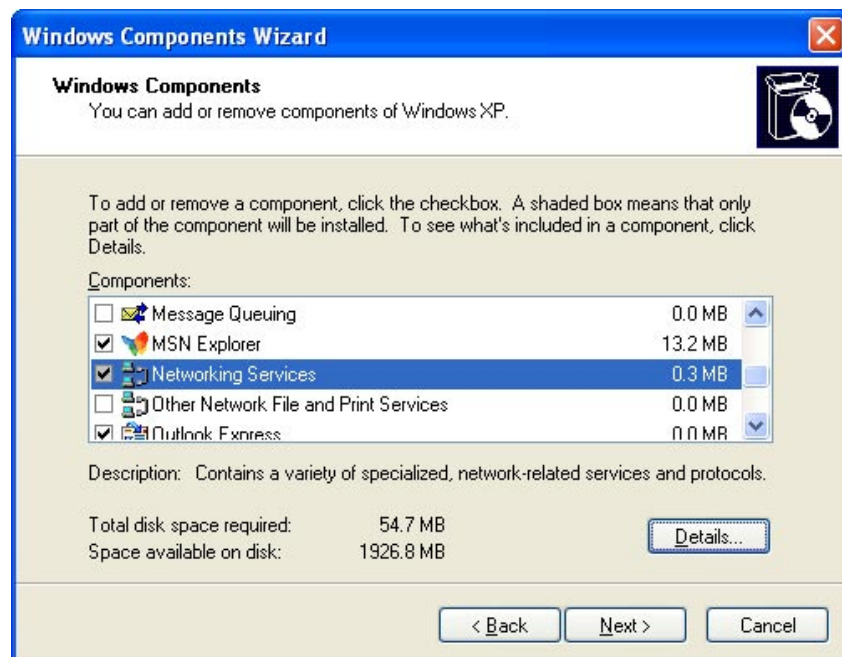 Windows Components Wizard
Windows Components
You can add or remove components of Windows XP.
To add or remove a component, click the checkbox. A shaded box means that only
part of the component will be installed. To see what's included in a component, click
Details.
Components:
Message Queuing 0.0 MB
MSN Explorer 13.2 MB
Networking Services 0.3 MB
Other Network File and Print Services 0.0 MB
Outlook Express 0.0 MB
Description: Contains a variety of specialized, network-related services and protocols.
Total disk space required: 54.7 MB
Space available on disk: 1926.8 MB
Details...
< Back Next > Cancel